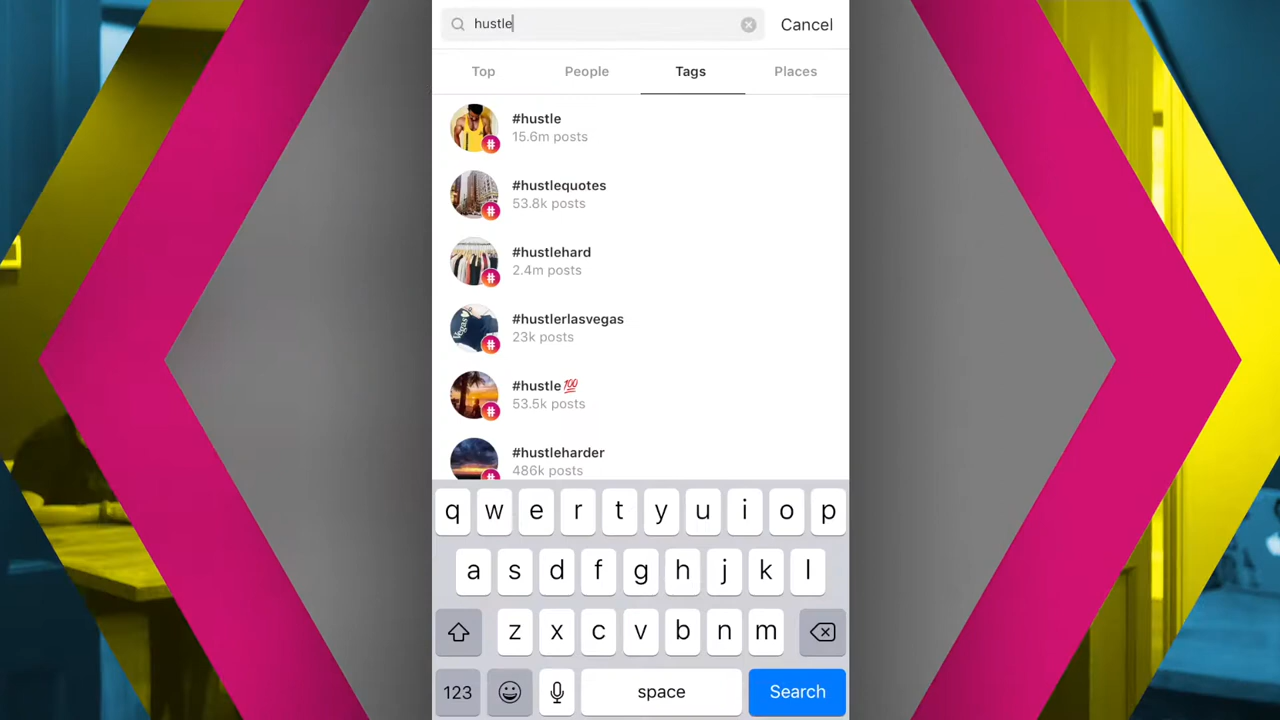 hustle
Cancel
Top People Tags Places
#hustle
15.6m posts
#hustlequotes
53.8k posts
#hustlehard
2.4m posts
Vegas
#hustlerlasvegas
23k posts
#hustle💯
53.5k posts
#hustleharder
486k posts
q w e r t y u i o p
a s d f g h j k l
z x c v b n m
123 space Search